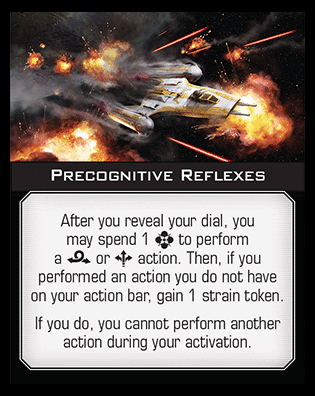 PRECOGNITIVE REFLEXES
After you reveal your dial, you
may spend 1 to perform
a or action. Then, if you
performed an action you do not have
on your action bar, gain 1 strain token.
If you do, you cannot perform another
action during your activation.